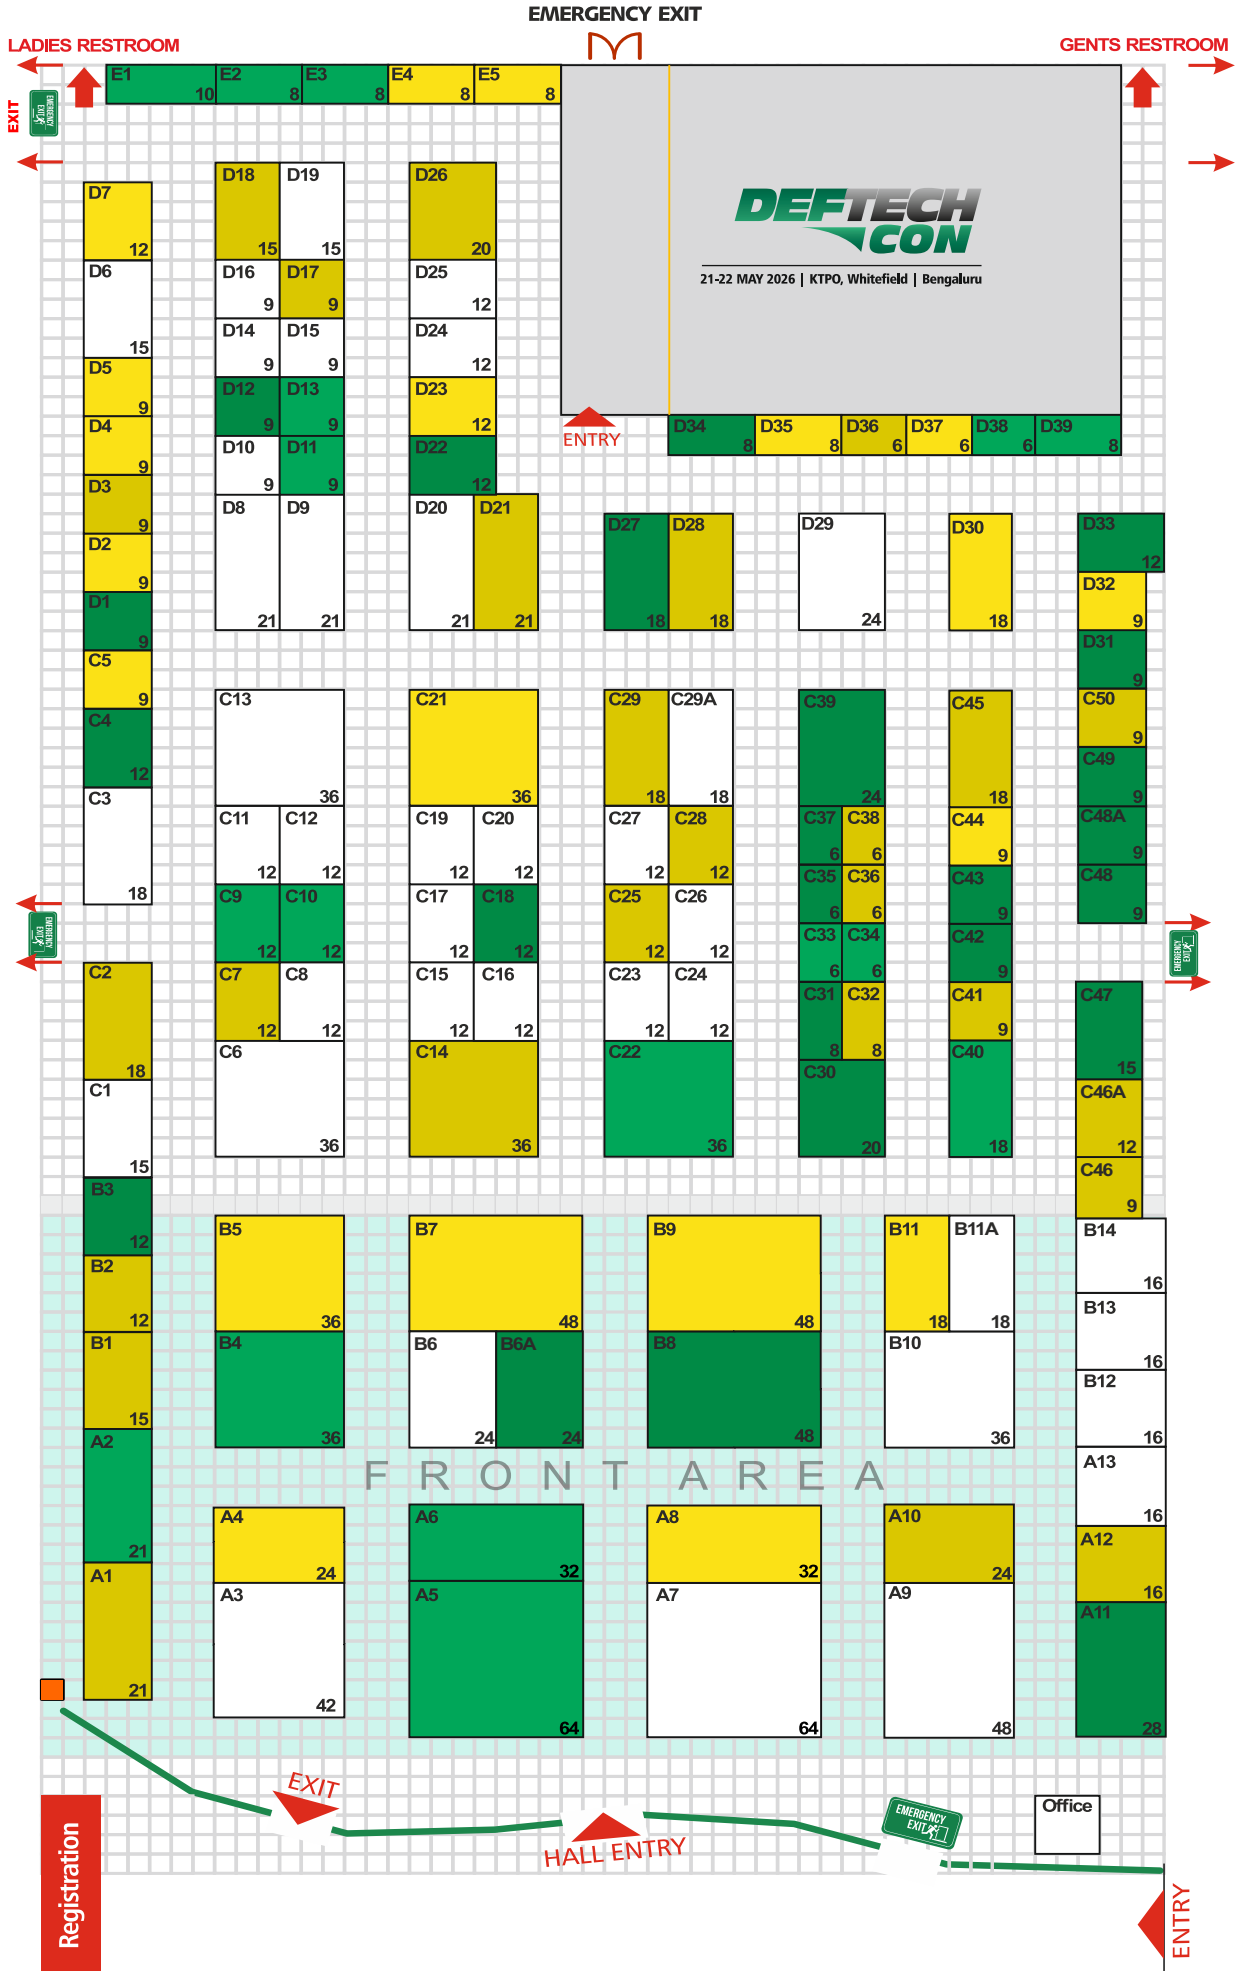 EMERGENCY EXIT
LADIES RESTROOM
GENTS RESTROOM
EXIT
EMERGENCY
EXIT
E1
10
E2
8
E3
8
E4
8
E5
8
DEFTECH
CON
21-22 MAY 2026 | KTPO, Whitefield | Bengaluru
ENTRY
D7
12
D6
15
D5
9
D4
9
D3
9
D2
9
D1
9
C5
9
C4
12
C3
18
D18
15
D19
15
D16
9
D17
9
D14
9
D15
9
D12
9
D13
9
D10
9
D11
9
D8
21
D9
21
D26
20
D25
12
D24
12
D23
12
D22
12
D20
21
D21
21
D34
8
D35
8
D36
6
D37
6
D38
6
D39
8
D27
18
D28
18
D29
24
D30
18
D33
12
D32
9
D31
9
C50
9
C49
9
C48A
9
C48
9
C13
36
C11
12
C12
12
C9
12
C10
12
C7
12
C8
12
C6
36
C21
36
C19
12
C20
12
C17
12
C18
12
C15
12
C16
12
C14
36
C29
18
C29A
18
C27
12
C28
12
C25
12
C26
12
C23
12
C24
12
C22
36
C39
24
C37
6
C38
6
C35
6
C36
6
C33
6
C34
6
C31
8
C32
8
C30
20
C45
18
C44
9
C43
9
C42
9
C41
9
C40
18
EMERGENCY
EXIT
EMERGENCY
EXIT
C47
15
C46A
12
C46
9
C2
18
C1
15
B3
12
B2
12
B1
15
A2
21
A1
21
B5
36
B4
36
B7
48
B6
24
B6A
24
B9
48
B8
48
B11
18
B11A
18
B10
36
B14
16
B13
16
B12
16
A13
16
A12
16
A11
28
FRONT AREA
A4
24
A3
42
A6
32
A5
64
A8
32
A7
64
A10
24
A9
48
EXIT
HALL ENTRY
EMERGENCY
EXIT
Office
Registration
ENTRY